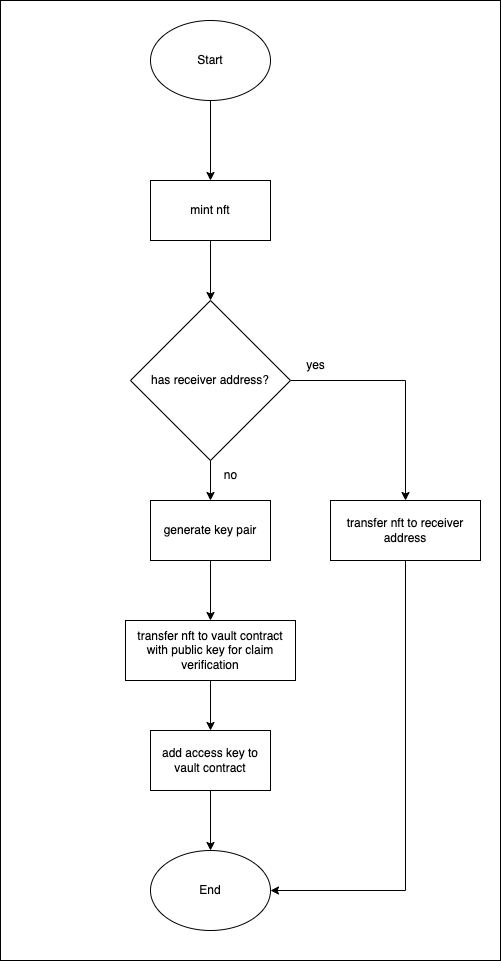 Start
mint nft
has receiver address?
yes
no
generate key pair
transfer nft to receiver
address
transfer nft to vault contract
with public key for claim
verification
add access key to
vault contract
End